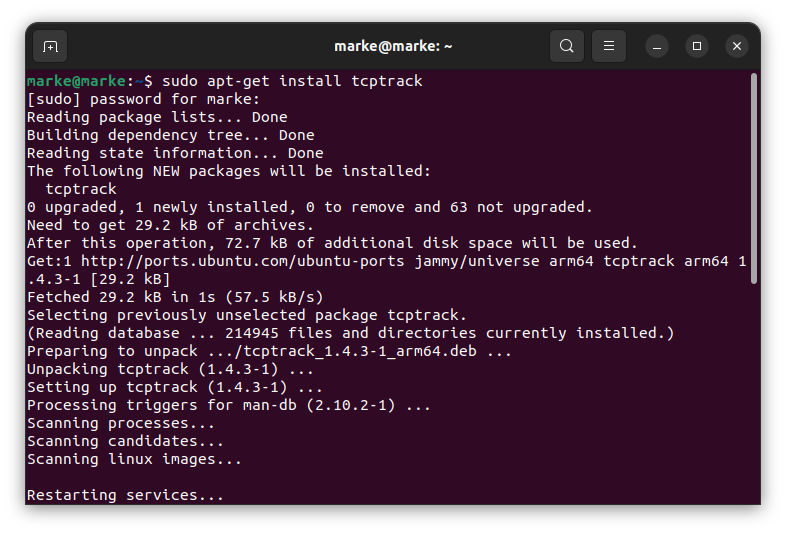 marke@marke: ~
marke@marke:~$ sudo apt-get install tcptrack
[sudo] password for marke:
Reading package lists... Done
Building dependency tree... Done
Reading state information... Done
The following NEW packages will be installed:
  tcptrack
0 upgraded, 1 newly installed, 0 to remove and 63 not upgraded.
Need to get 29.2 kB of archives.
After this operation, 72.7 kB of additional disk space will be used.
Get:1 http://ports.ubuntu.com/ubuntu-ports jammy/universe arm64 tcptrack arm64 1
.4.3-1 [29.2 kB]
Fetched 29.2 kB in 1s (57.5 kB/s)
Selecting previously unselected package tcptrack.
(Reading database ... 214945 files and directories currently installed.)
Preparing to unpack .../tcptrack_1.4.3-1_arm64.deb ...
Unpacking tcptrack (1.4.3-1) ...
Setting up tcptrack (1.4.3-1) ...
Processing triggers for man-db (2.10.2-1) ...
Scanning processes...
Scanning candidates...
Scanning linux images...
Restarting services...